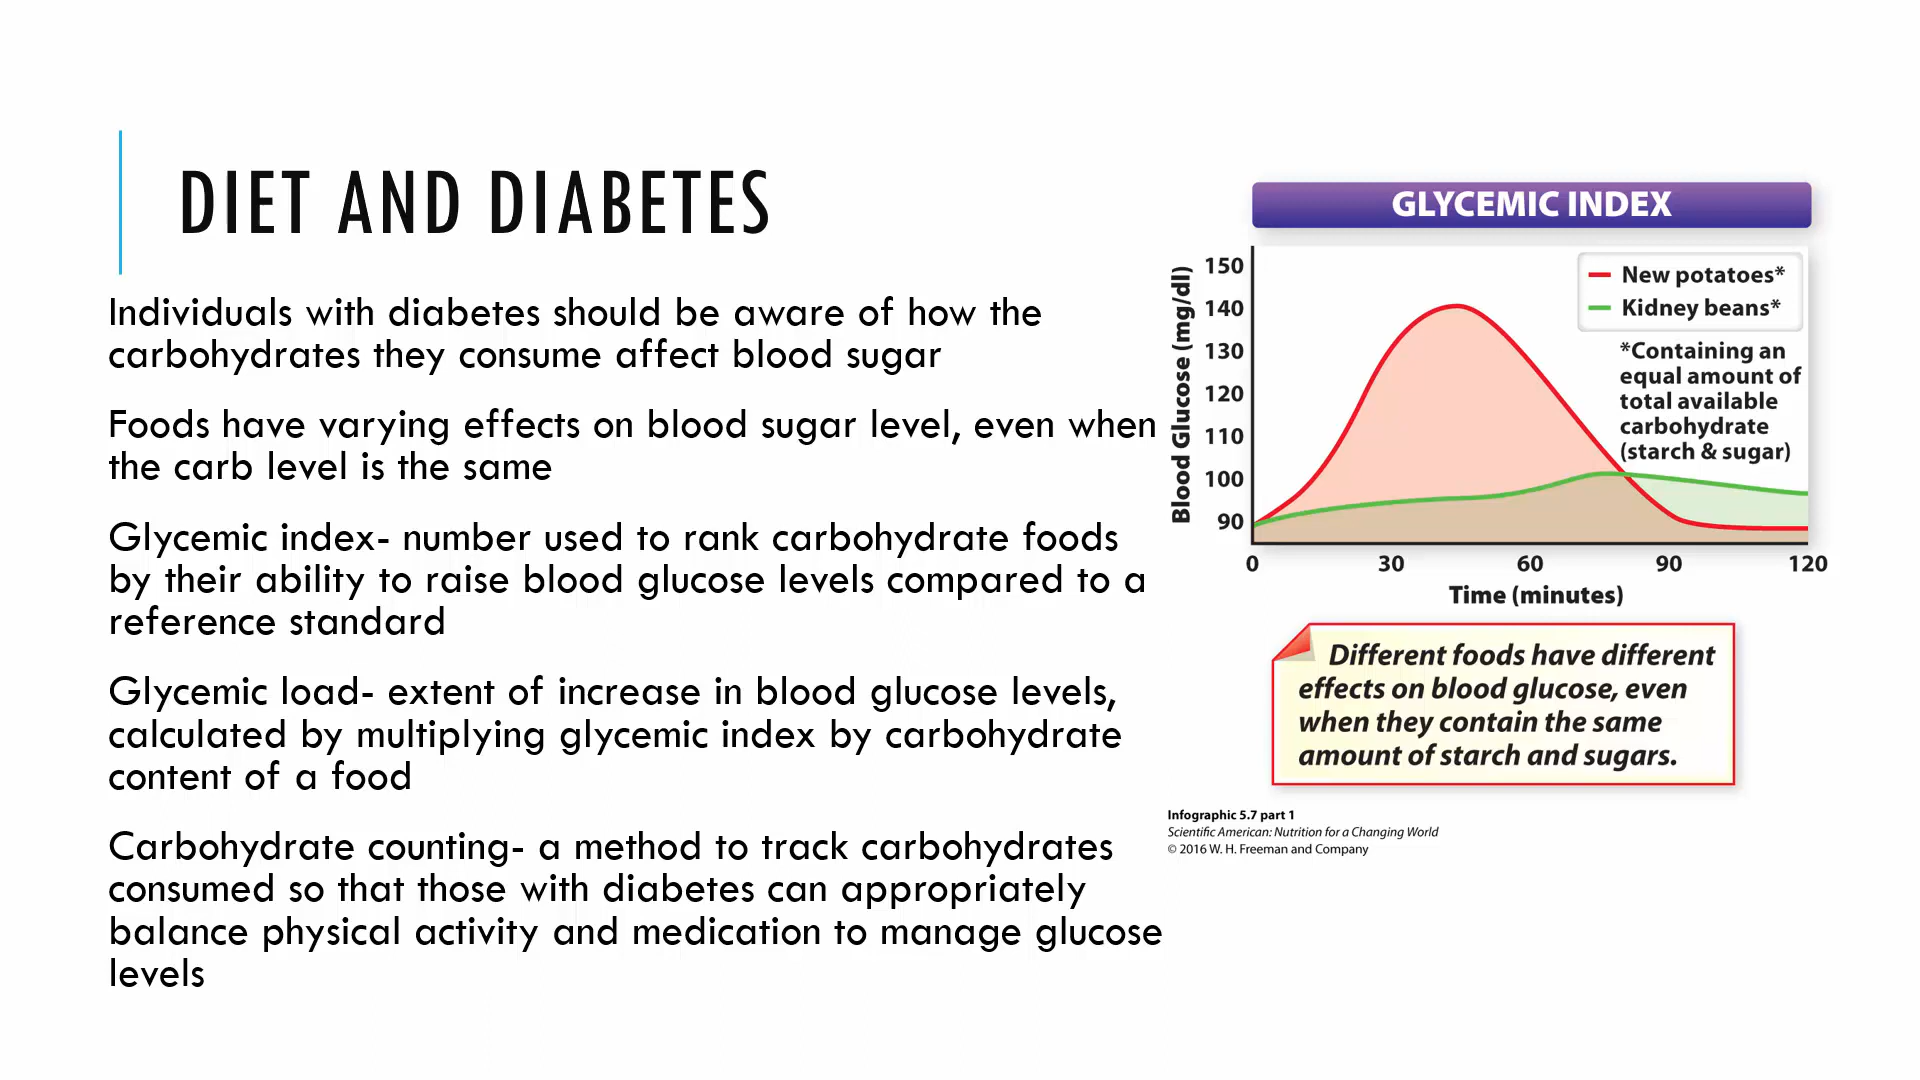 DIET AND DIABETES
Individuals with diabetes should be aware of how the
carbohydrates they consume affect blood sugar
Foods have varying effects on blood sugar level, even when
the carb level is the same
Glycemic index- number used to rank carbohydrate foods
by their ability to raise blood glucose levels compared to a
reference standard
Glycemic load- extent of increase in blood glucose levels,
calculated by multiplying glycemic index by carbohydrate
content of a food
Carbohydrate counting- a method to track carbohydrates
consumed so that those with diabetes can appropriately
balance physical activity and medication to manage glucose
levels
GLYCEMIC INDEX
Blood Glucose (mg/dl)
150
140
130
120
110
100
90
New potatoes*
Kidney beans*
*Containing an
equal amount of
total available
carbohydrate
(starch & sugar)
0 30 60 90 120
Time (minutes)
Different foods have different
effects on blood glucose, even
when they contain the same
amount of starch and sugars.
Infographic 5.7 part 1
Scientific American: Nutrition for a Changing World
© 2016 W. H. Freeman and Company